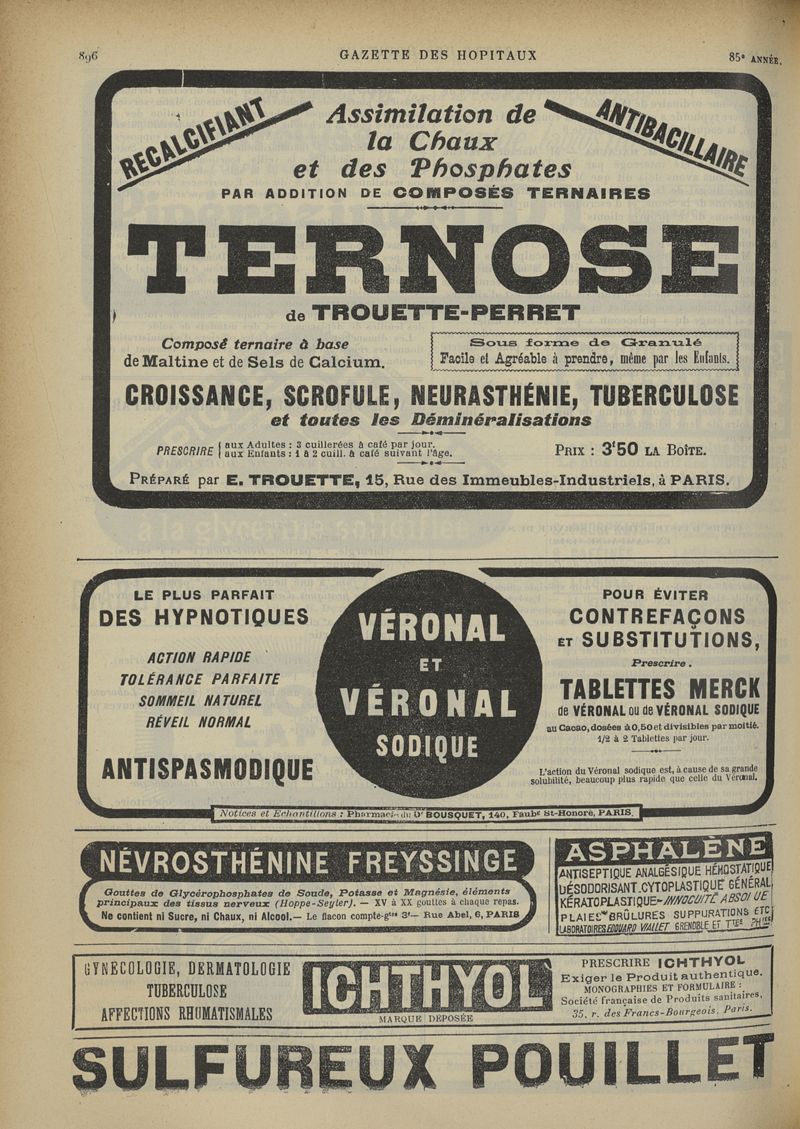 896
GAZETTE DES HOPITAUX
85e ANNÉE.
RECALCIFIANT
Assimilation de
la Chaux
et des Phosphates
ANTIBACILLAIRE
PAR ADDITION DE COMPOSÉS TERNAIRES
TERNOSE
de TROUETTE-PERRET
Composé ternaire à base
de Maltine et de Sels de Calcium.
Sous forme de Granulé
Facile et Agréable à prendre, même par les Enfants.
CROISSANCE, SCROFULE, NEURASTHÉNIE, TUBERCULOSE
et toutes les Déminéralisations
PRESCRIRE
aux Adultes : 3 cuillerées à café par jour.
aux Enfants : 1 à 2 cuill. à café suivant l'âge.
PRIX : 3f50 LA BOÎTE.
PRÉPARÉ par E. TROUETTE, 15, Rue des Immeubles-Industriels, à PARIS.
LE PLUS PARFAIT
DES HYPNOTIQUES
ACTION RAPIDE
TOLÉRANCE PARFAITE
SOMMEIL NATUREL
RÉVEIL NORMAL
ANTISPASMODIQUE
VÉRONAL
ET
VÉRONAL
SODIQUE
POUR ÉVITER
CONTREFAÇONS
ET SUBSTITUTIONS,
Prescrire.
TABLETTES MERCK
de VÉRONAL ou de VÉRONAL SODIQUE
au Cacao, dosées à 0,50 et divisibles par moitié.
1/2 à 2 Tablettes par jour.
L'action du Véronal sodique est, à cause de sa grande
solubilité, beaucoup plus rapide que celle du Véronal.
Notices et Echantillons : Pharmacie du Dr BOUSQUET, 140, Faubg St-Honoré, PARIS.
NÉVROSTHÉNINE FREYSSINGE
Gouttes de Glycérophosphates de Soude, Potasse et Magnésie, éléments
principaux des tissus nerveux (Hoppe-Seyler). — XV à XX gouttes à chaque repas.
Ne contient ni Sucre, ni Chaux, ni Alcool. — Le flacon compte-gttes 3f — Rue Abel, 6, PARIS
ASPHALÈNE
ANTISEPTIQUE ANALGÉSIQUE HÉMOSTATIQUE
DÉSODORISANT.CYTOPLASTIQUE GÉNÉRAL
KÉRATOPLASTIQUE - INNOCUITÉ ABSOLUE
PLAIES BRÛLURES SUPPURATIONS ETC
LABORATOIRES EDOUARD VIALLET GRENOBLE ET TTES PHIES
GYNÉCOLOGIE, DERMATOLOGIE
TUBERCULOSE
AFFECTIONS RHUMATISMALES
ICHTHYOL
MARQUE DÉPOSÉE
PRESCRIRE ICHTHYOL
Exiger le Produit authentique.
MONOGRAPHIES ET FORMULAIRE :
Société française de Produits sanitaires,
35, r. des Francs-Bourgeois, Paris.
SULFUREUX POUILLET